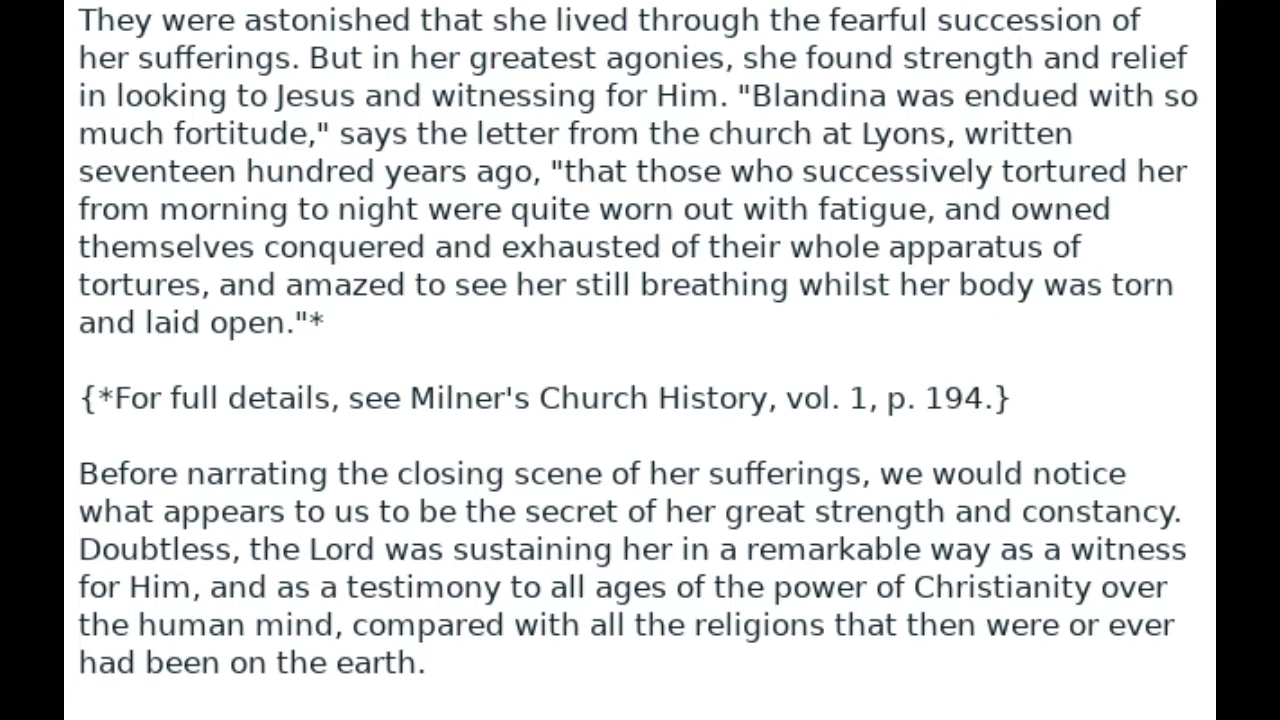 They were astonished that she lived through the fearful succession of
her sufferings. But in her greatest agonies, she found strength and relief
in looking to Jesus and witnessing for Him. "Blandina was endued with so
much fortitude," says the letter from the church at Lyons, written
seventeen hundred years ago, "that those who successively tortured her
from morning to night were quite worn out with fatigue, and owned
themselves conquered and exhausted of their whole apparatus of
tortures, and amazed to see her still breathing whilst her body was torn
and laid open."*
{*For full details, see Milner's Church History, vol. 1, p. 194.}
Before narrating the closing scene of her sufferings, we would notice
what appears to us to be the secret of her great strength and constancy.
Doubtless, the Lord was sustaining her in a remarkable way as a witness
for Him, and as a testimony to all ages of the power of Christianity over
the human mind, compared with all the religions that then were or ever
had been on the earth.